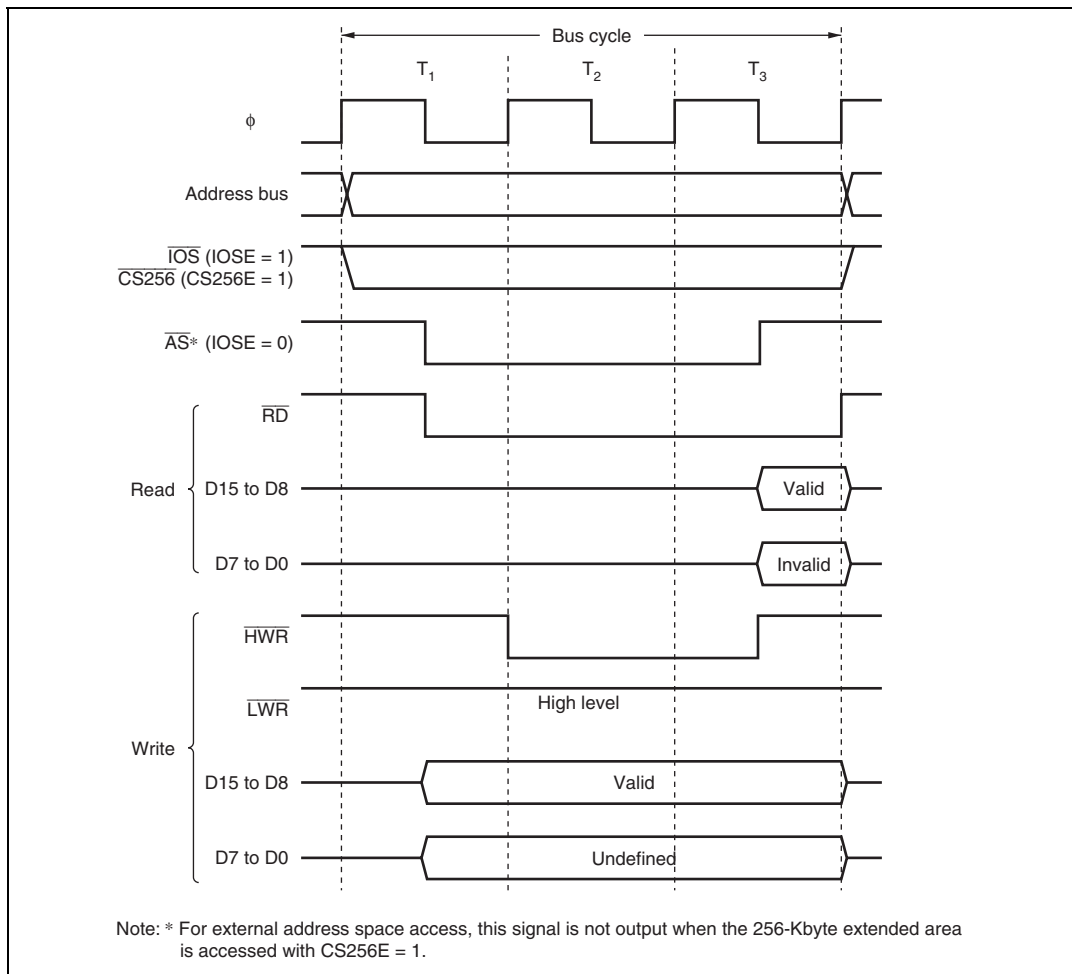 Bus cycle
T1 T2 T3
φ
Address bus
IOS (IOSE = 1)
CS256 (CS256E = 1)
AS* (IOSE = 0)
RD
Read
D15 to D8
Valid
D7 to D0
Invalid
HWR
LWR
High level
Write
D15 to D8
Valid
D7 to D0
Undefined
Note: * For external address space access, this signal is not output when the 256-Kbyte extended area
is accessed with CS256E = 1.